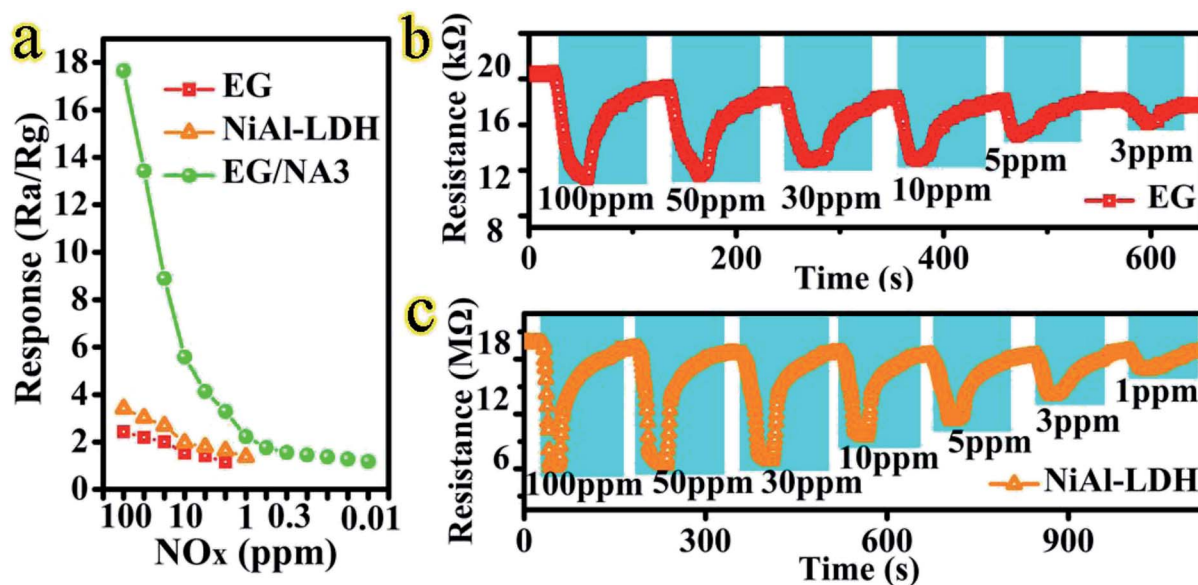 a
Response (Ra/Rg)
18
16
14
12
10
8
6
4
2
0
EG
NiAl-LDH
EG/NA3
100 10 1 0.3 0.01
NOx (ppm)
b
Resistance (kΩ)
20
16
12
8
100ppm
50ppm
30ppm
10ppm
5ppm
3ppm
EG
0 200 400 600
Time (s)
c
Resistance (MΩ)
18
12
6
100ppm
50ppm
30ppm
10ppm
5ppm
3ppm
1ppm
NiAl-LDH
0 300 600 900
Time (s)